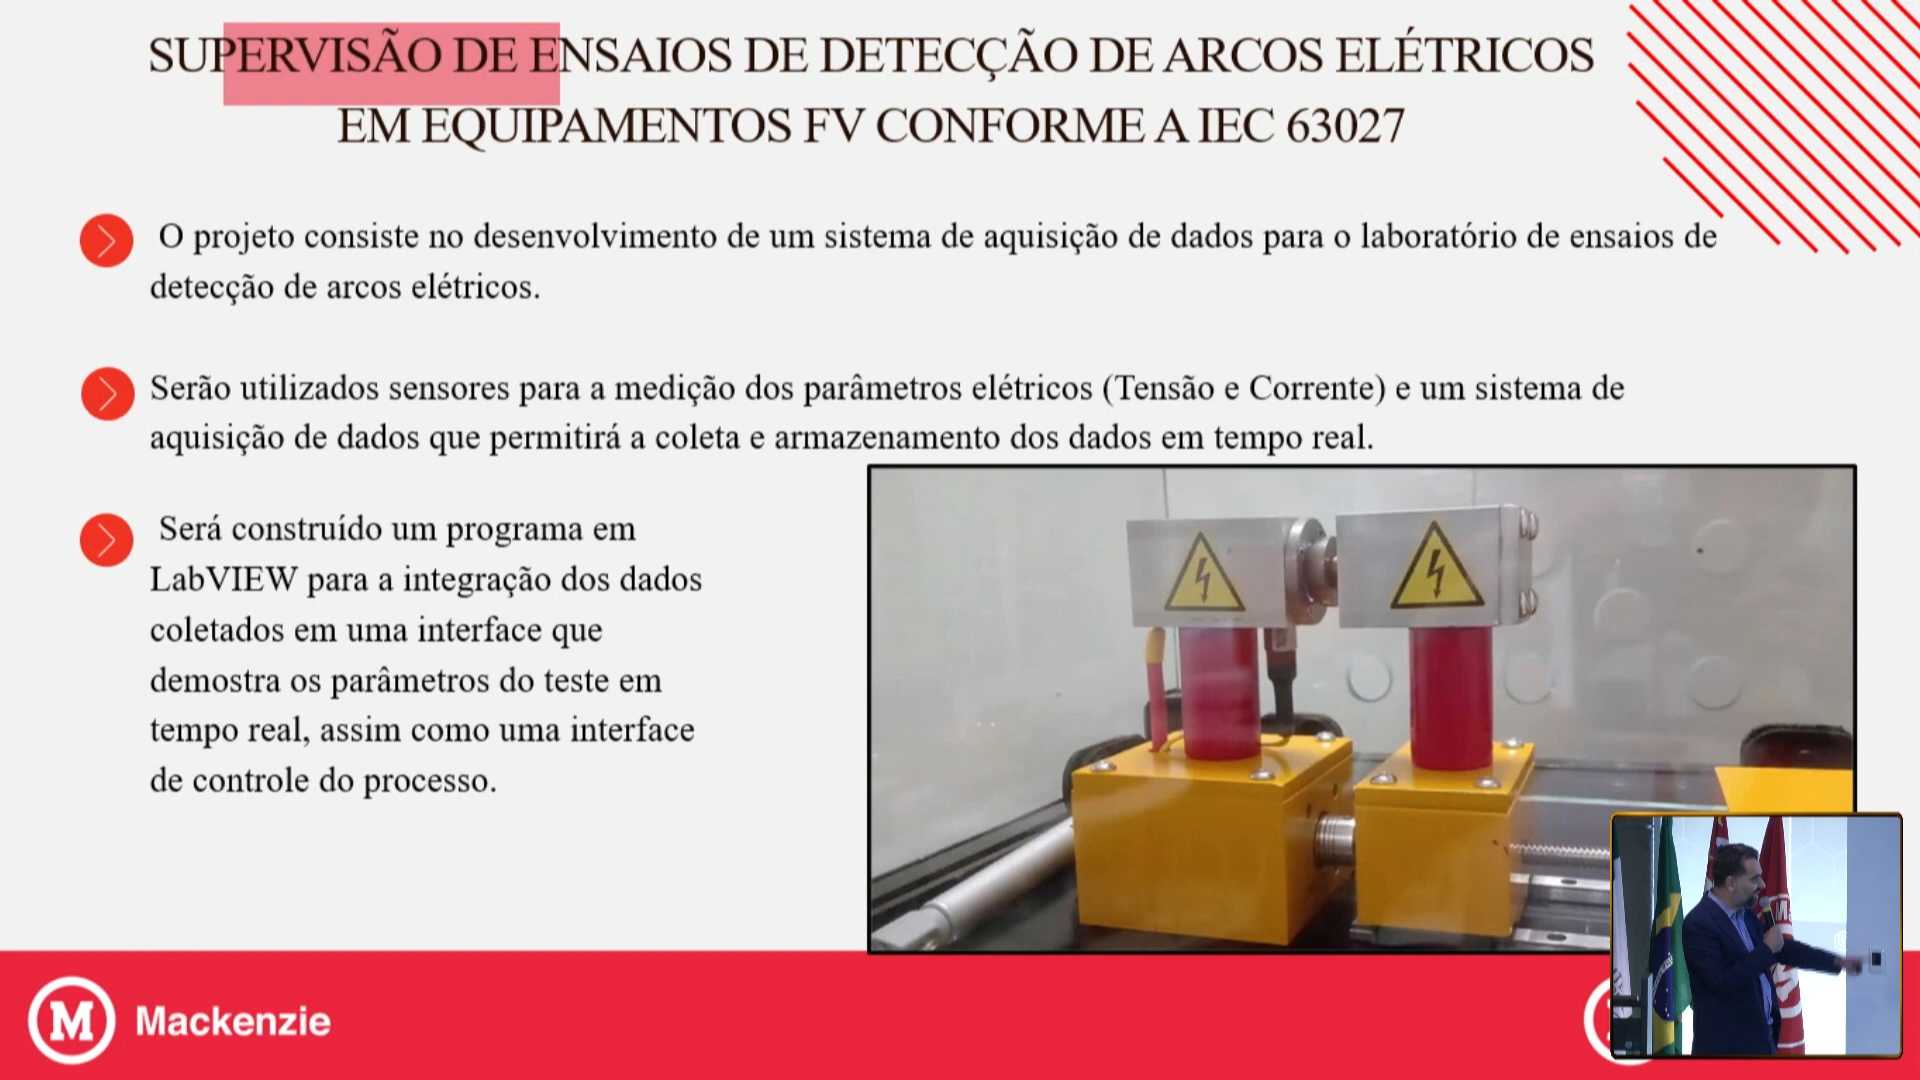 SUPERVISÃO DE ENSAIOS DE DETECÇÃO DE ARCOS ELÉTRICOS
EM EQUIPAMENTOS FV CONFORME A IEC 63027
O projeto consiste no desenvolvimento de um sistema de aquisição de dados para o laboratório de ensaios de
detecção de arcos elétricos.
Serão utilizados sensores para a medição dos parâmetros elétricos (Tensão e Corrente) e um sistema de
aquisição de dados que permitirá a coleta e armazenamento dos dados em tempo real.
Será construído um programa em
LabVIEW para a integração dos dados
coletados em uma interface que
demostra os parâmetros do teste em
tempo real, assim como uma interface
de controle do processo.
M Mackenzie